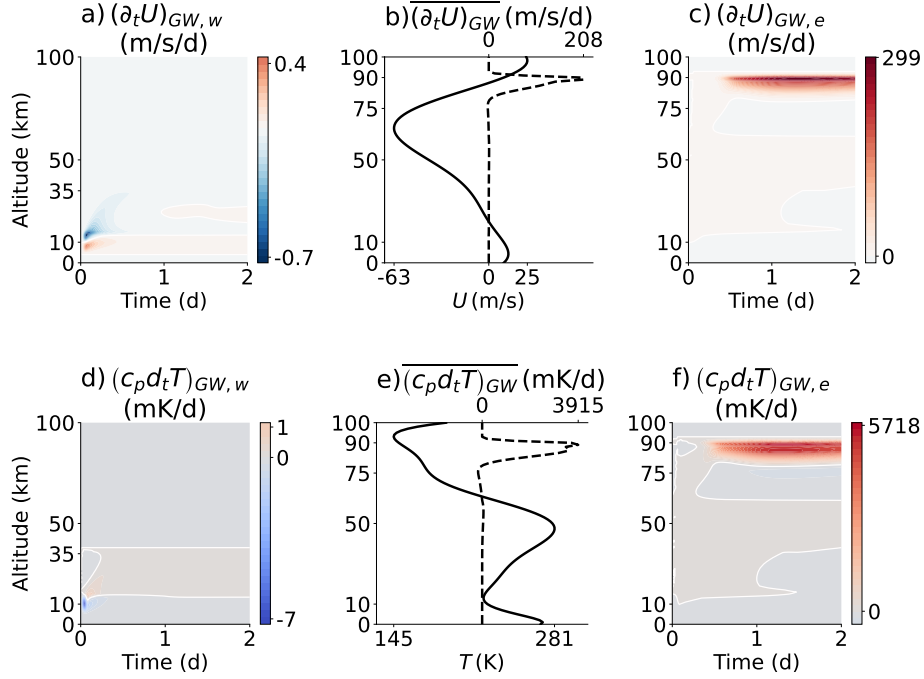 a) (∂ₜU)_{GW, w}
(m/s/d)
100
75
50
35
10
0
Altitude (km)
0 1 2
Time (d)
0.4
-0.7
b) \overline{(∂ₜU)_{GW}} (m/s/d)
0 208
100
90
75
50
10
0
-63 0 25
U (m/s)
c) (∂ₜU)_{GW, e}
(m/s/d)
100
90
75
50
10
0
0 1 2
Time (d)
299
0
d) (cₚdₜT)_{GW, w}
(mK/d)
100
75
50
35
10
0
Altitude (km)
0 1 2
Time (d)
1
0
-7
e) \overline{(cₚdₜT)_{GW}} (mK/d)
0 3915
100
90
75
50
10
0
145 281
T (K)
f) (cₚdₜT)_{GW, e}
(mK/d)
100
90
75
50
10
0
0 1 2
Time (d)
5718
0